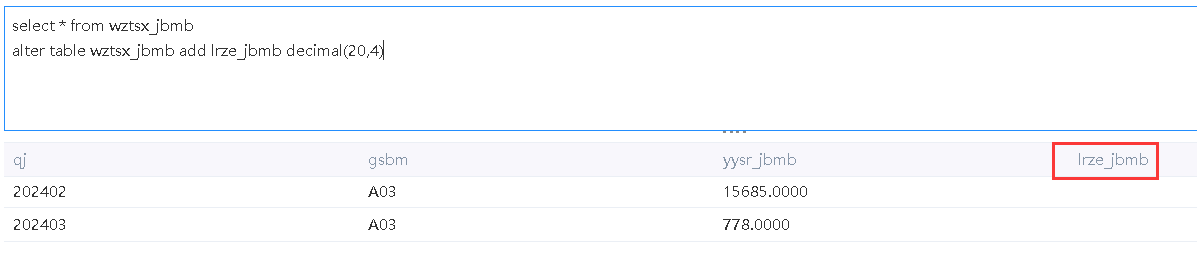 select * from wztsx_jbmb
alter table wztsx_jbmb add lrze_jbmb decimal(20,4)
qj gsbm yysr_jbmb lrze_jbmb
202402 A03 15685.0000
202403 A03 778.0000